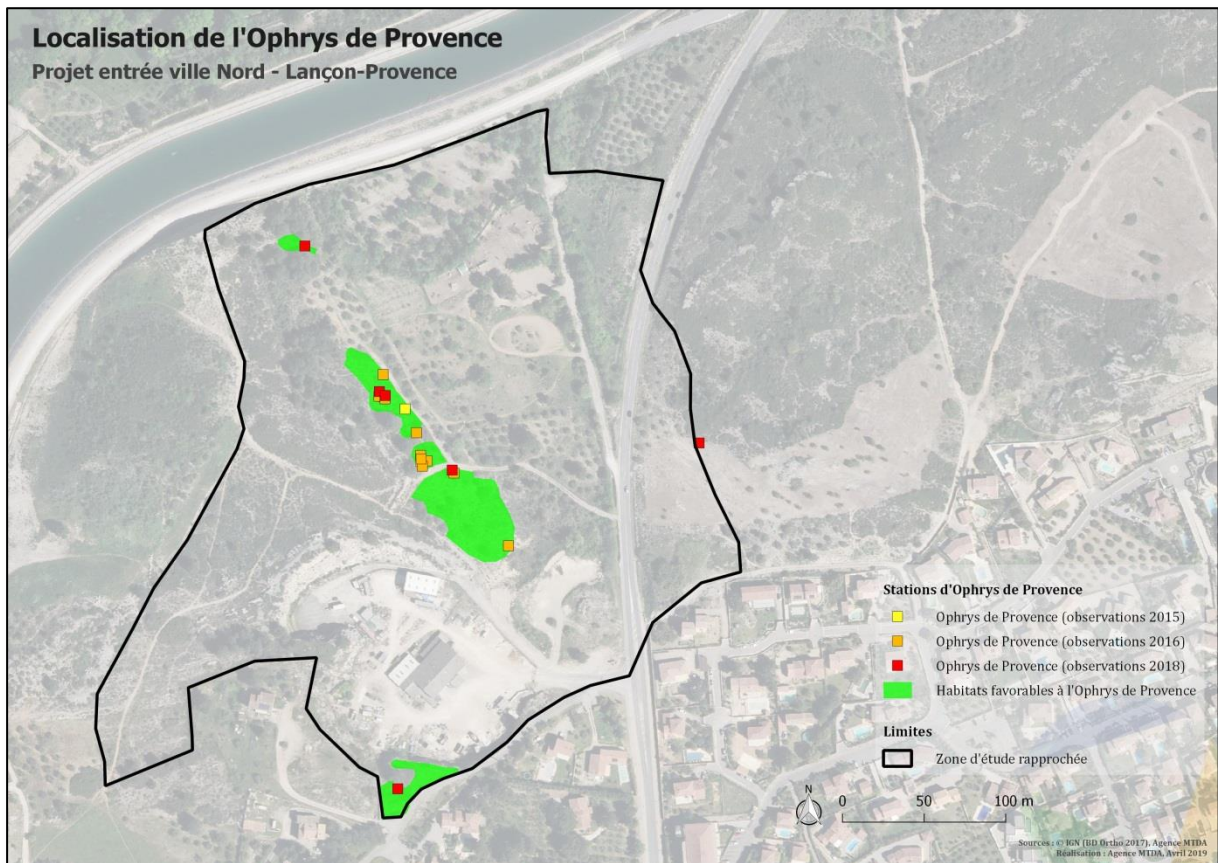 Localisation de l'Ophrys de Provence
Projet entrée ville Nord - Lançon-Provence
Stations d'Ophrys de Provence
Ophrys de Provence (observations 2015)
Ophrys de Provence (observations 2016)
Ophrys de Provence (observations 2018)
Habitats favorables à l'Ophrys de Provence
Limites
Zone d'étude rapprochée
N
0 50 100 m
Sources : © IGN (BD Ortho 2017), Agence MTDA
Réalisation : Agence MTDA, Avril 2019